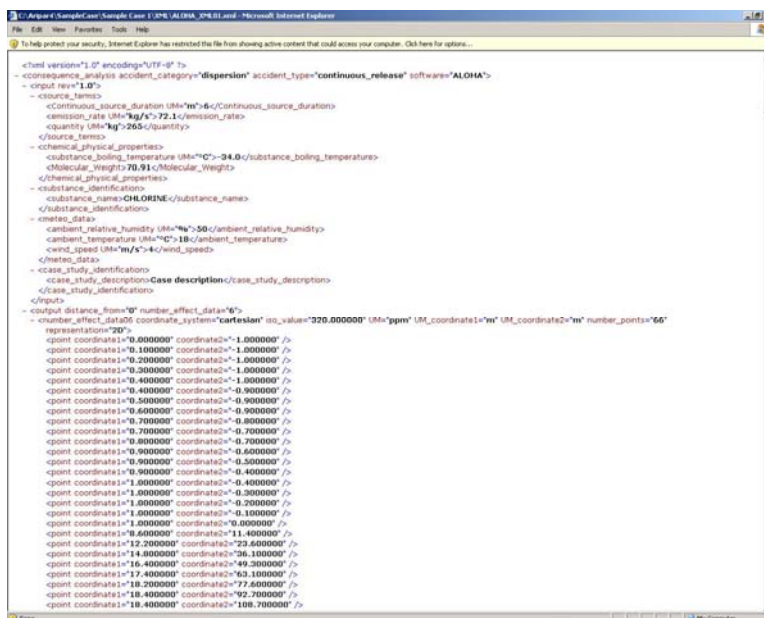 C:\Aripar4\SampleCase\Sample Case 1\XML\ALOHA_XML01.xml - Microsoft Internet Explorer
File Edit View Favorites Tools Help
To help protect your security, Internet Explorer has restricted this file from showing active content that could access your computer. Click here for options...
<?xml version="1.0" encoding="UTF-8" ?>
- <consequence_analysis accident_category="dispersion" accident_type="continuous_release" software="ALOHA">
- <input rev="1.0">
- <source_terms>
<Continuous_source_duration UM="m">6</Continuous_source_duration>
<emission_rate UM="kg/s">72.1</emission_rate>
<quantity UM="kg">265</quantity>
</source_terms>
- <chemical_physical_properties>
<substance_boiling_temperature UM="°C">-34.0</substance_boiling_temperature>
<Molecular_Weight>70.91</Molecular_Weight>
</chemical_physical_properties>
- <substance_identification>
<substance_name>CHLORINE</substance_name>
</substance_identification>
- <meteo_data>
<ambient_relative_humidity UM="%">50</ambient_relative_humidity>
<ambient_temperature UM="°C">18</ambient_temperature>
<wind_speed UM="m/s">4</wind_speed>
</meteo_data>
- <case_study_identification>
<case_study_description>Case description</case_study_description>
</case_study_identification>
</input>
- <output distance_from="0" number_effect_data="6">
- <number_effect_data06 coordinate_system="cartesian" iso_value="320.000000" UM="ppm" UM_coordinate1="m" UM_coordinate2="m" number_points="66"
representation="2D">
<point coordinate1="0.000000" coordinate2="-1.000000" />
<point coordinate1="0.100000" coordinate2="-1.000000" />
<point coordinate1="0.200000" coordinate2="-1.000000" />
<point coordinate1="0.300000" coordinate2="-1.000000" />
<point coordinate1="0.400000" coordinate2="-1.000000" />
<point coordinate1="0.400000" coordinate2="-0.900000" />
<point coordinate1="0.500000" coordinate2="-0.900000" />
<point coordinate1="0.600000" coordinate2="-0.900000" />
<point coordinate1="0.700000" coordinate2="-0.800000" />
<point coordinate1="0.700000" coordinate2="-0.700000" />
<point coordinate1="0.800000" coordinate2="-0.700000" />
<point coordinate1="0.900000" coordinate2="-0.600000" />
<point coordinate1="0.900000" coordinate2="-0.500000" />
<point coordinate1="0.900000" coordinate2="-0.400000" />
<point coordinate1="1.000000" coordinate2="-0.400000" />
<point coordinate1="1.000000" coordinate2="-0.300000" />
<point coordinate1="1.000000" coordinate2="-0.200000" />
<point coordinate1="1.000000" coordinate2="-0.100000" />
<point coordinate1="1.000000" coordinate2="0.000000" />
<point coordinate1="8.600000" coordinate2="11.400000" />
<point coordinate1="12.200000" coordinate2="23.600000" />
<point coordinate1="14.800000" coordinate2="36.100000" />
<point coordinate1="16.400000" coordinate2="49.300000" />
<point coordinate1="17.400000" coordinate2="63.100000" />
<point coordinate1="18.200000" coordinate2="77.600000" />
<point coordinate1="18.400000" coordinate2="92.700000" />
<point coordinate1="18.400000" coordinate2="108.700000" />